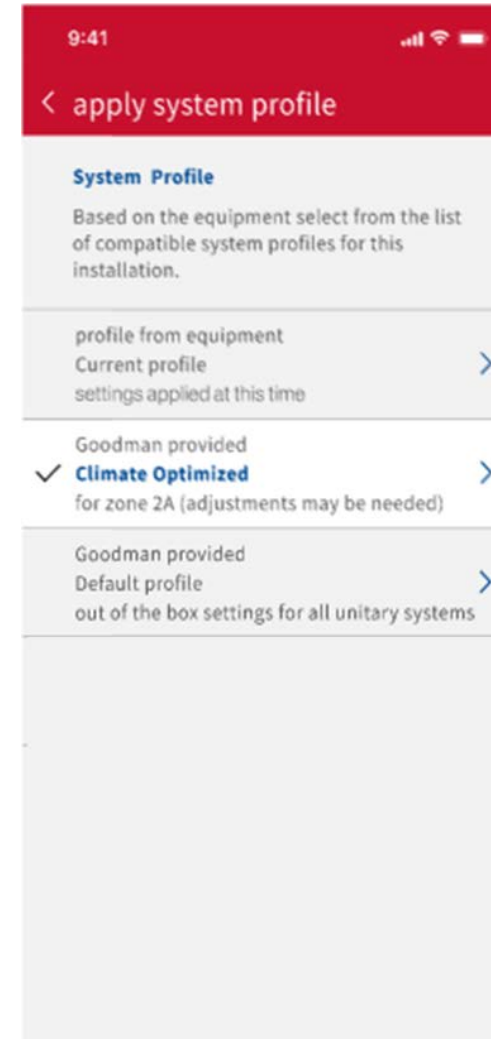 9:41
apply system profile
System Profile
Based on the equipment select from the list
of compatible system profiles for this
installation.
profile from equipment
Current profile
settings applied at this time
Goodman provided
Climate Optimized
for zone 2A (adjustments may be needed)
Goodman provided
Default profile
out of the box settings for all unitary systems